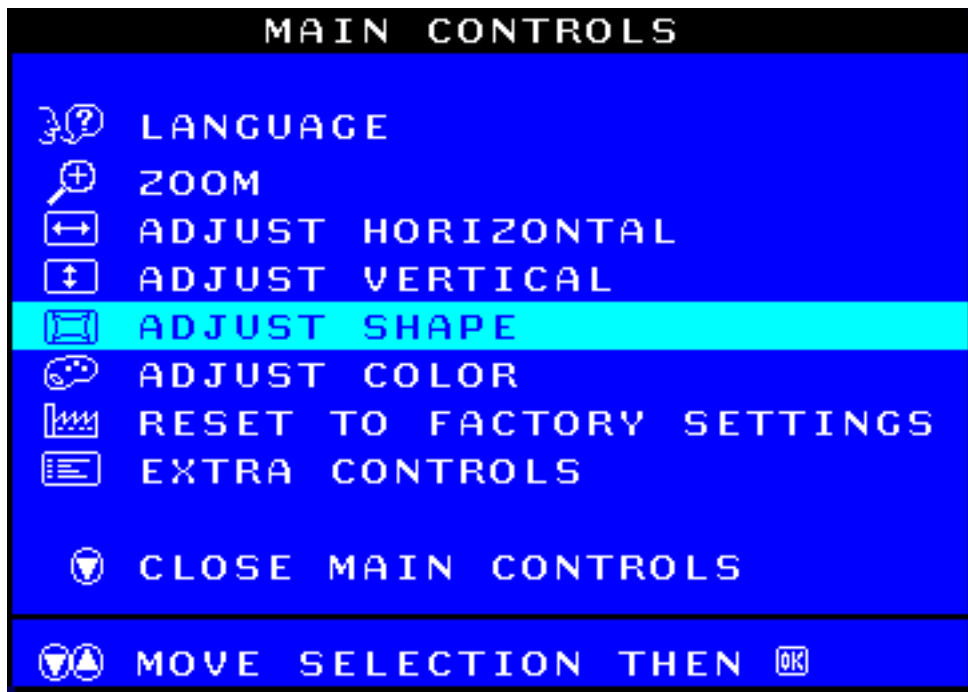 MAIN CONTROLS
LANGUAGE
ZOOM
ADJUST HORIZONTAL
ADJUST VERTICAL
ADJUST SHAPE
ADJUST COLOR
RESET TO FACTORY SETTINGS
EXTRA CONTROLS
CLOSE MAIN CONTROLS
MOVE SELECTION THEN OK